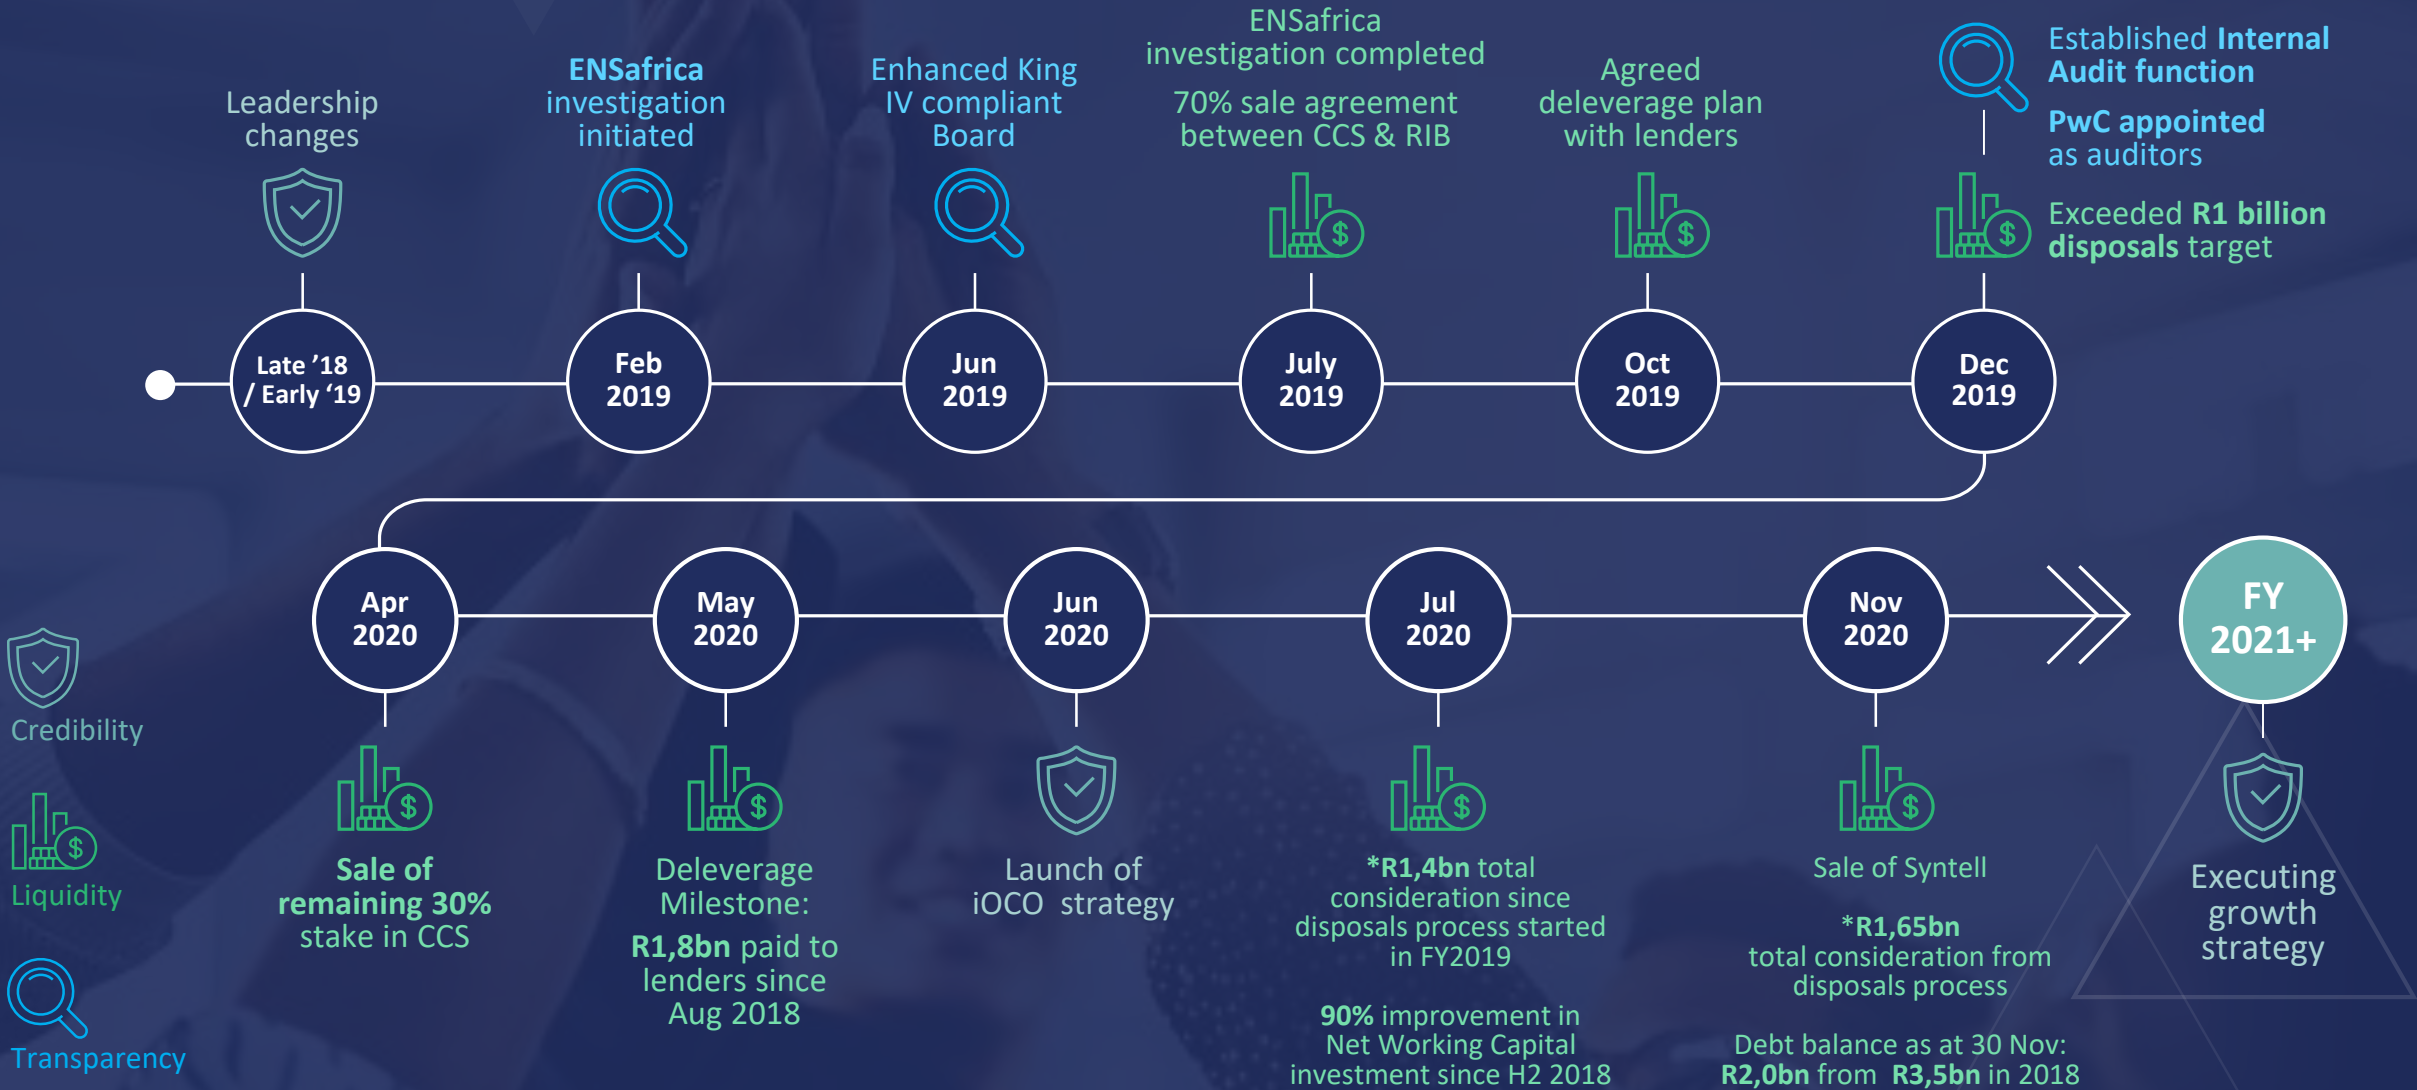 Leadership
changes
ENSafrica
investigation
initiated
Enhanced King
IV compliant
Board
ENSafrica
investigation completed
70% sale agreement
between CCS & RIB
Agreed
deleverage plan
with lenders
Established Internal
Audit function
PwC appointed
as auditors
Exceeded R1 billion
disposals target
Late ’18
/ Early ‘19
Feb
2019
Jun
2019
July
2019
Oct
2019
Dec
2019
Apr
2020
May
2020
Jun
2020
Jul
2020
Nov
2020
FY
2021+
Credibility
Liquidity
Transparency
Sale of
remaining 30%
stake in CCS
Deleverage
Milestone:
R1,8bn paid to
lenders since
Aug 2018
Launch of
iOCO strategy
*R1,4bn total
consideration since
disposals process started
in FY2019
90% improvement in
Net Working Capital
investment since H2 2018
Sale of Syntell
*R1,65bn
total consideration from
disposals process
Debt balance as at 30 Nov:
R2,0bn from R3,5bn in 2018
Executing
growth
strategy